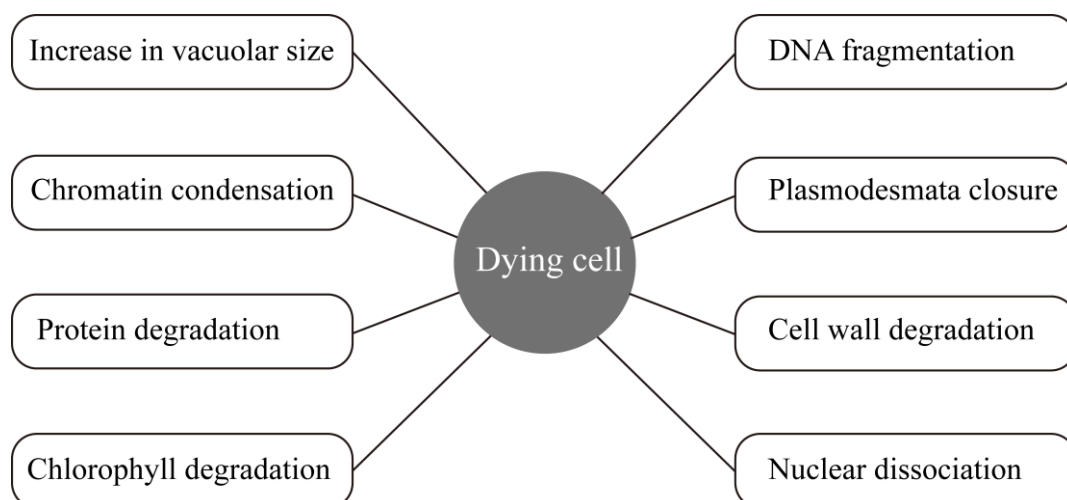 Increase in vacuolar size
DNA fragmentation
Chromatin condensation
Plasmodesmata closure
Dying cell
Protein degradation
Cell wall degradation
Chlorophyll degradation
Nuclear dissociation